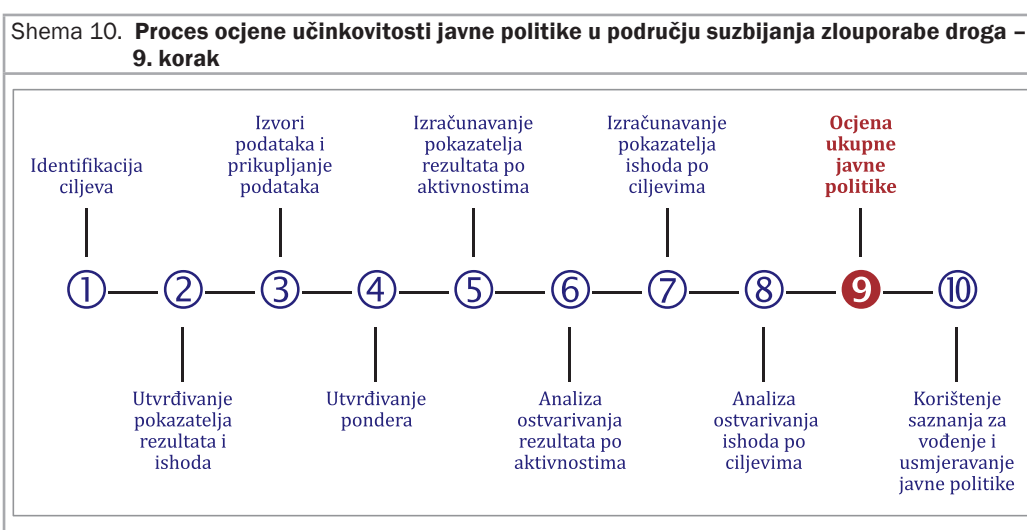 Shema 10. Proces ocjene učinkovitosti javne politike u području suzbijanja zlouporabe droga –
9. korak
Identifikacija
ciljeva
Izvori
podataka i
prikupljanje
podataka
Izračunavanje
pokazatelja
rezultata po
aktivnostima
Izračunavanje
pokazatelja
ishoda po
ciljevima
Ocjena
ukupne
javne
politike
1 2 3 4 5 6 7 8 9 10
Utvrđivanje
pokazatelja
rezultata i
ishoda
Utvrđivanje
pondera
Analiza
ostvarivanja
rezultata po
aktivnostima
Analiza
ostvarivanja
ishoda po
ciljevima
Korištenje
saznanja za
vođenje i
usmjeravanje
javne politike